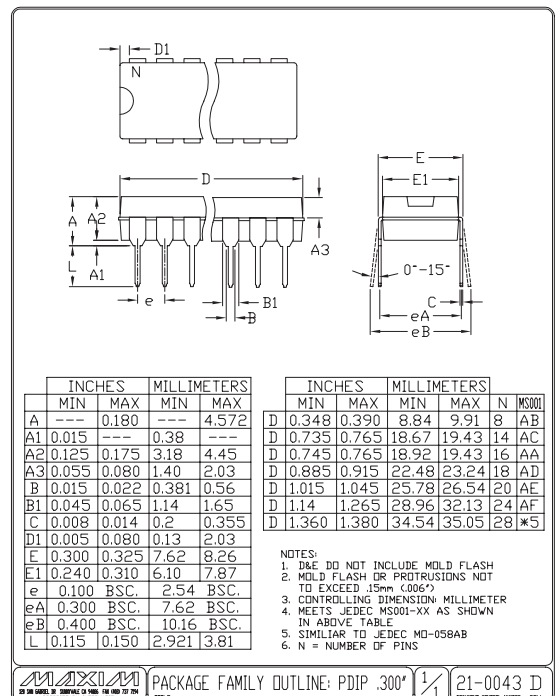 D1
N
D
E
E1
A
A2
A3
L
A1
0°-15°
e
B1
B
C
eA
eB
INCHES MILLIMETERS
MIN MAX MIN MAX
A --- 0.180 --- 4.572
A1 0.015 --- 0.38 ---
A2 0.125 0.175 3.18 4.45
A3 0.055 0.080 1.40 2.03
B 0.015 0.022 0.381 0.56
B1 0.045 0.065 1.14 1.65
C 0.008 0.014 0.2 0.355
D1 0.005 0.080 0.13 2.03
E 0.300 0.325 7.62 8.26
E1 0.240 0.310 6.10 7.87
e 0.100 BSC. 2.54 BSC.
eA 0.300 BSC. 7.62 BSC.
eB 0.400 BSC. 10.16 BSC.
L 0.115 0.150 2.921 3.81
INCHES MILLIMETERS
MIN MAX MIN MAX N MS001
D 0.348 0.390 8.84 9.91 8 AB
D 0.735 0.765 18.67 19.43 14 AC
D 0.745 0.765 18.92 19.43 16 AA
D 0.885 0.915 22.48 23.24 18 AD
D 1.015 1.045 25.78 26.54 20 AE
D 1.14 1.265 28.96 32.13 24 AF
D 1.360 1.380 34.54 35.05 28 *5
NOTES:
1. D&E DO NOT INCLUDE MOLD FLASH
2. MOLD FLASH OR PROTRUSIONS NOT
TO EXCEED .15mm (.006")
3. CONTROLLING DIMENSION: MILLIMETER
4. MEETS JEDEC MS001-XX AS SHOWN
IN ABOVE TABLE
5. SIMILIAR TO JEDEC MO-058AB
6. N = NUMBER OF PINS
MAXIM
PACKAGE FAMILY OUTLINE: PDIP .300"
1/1
21-0043 D